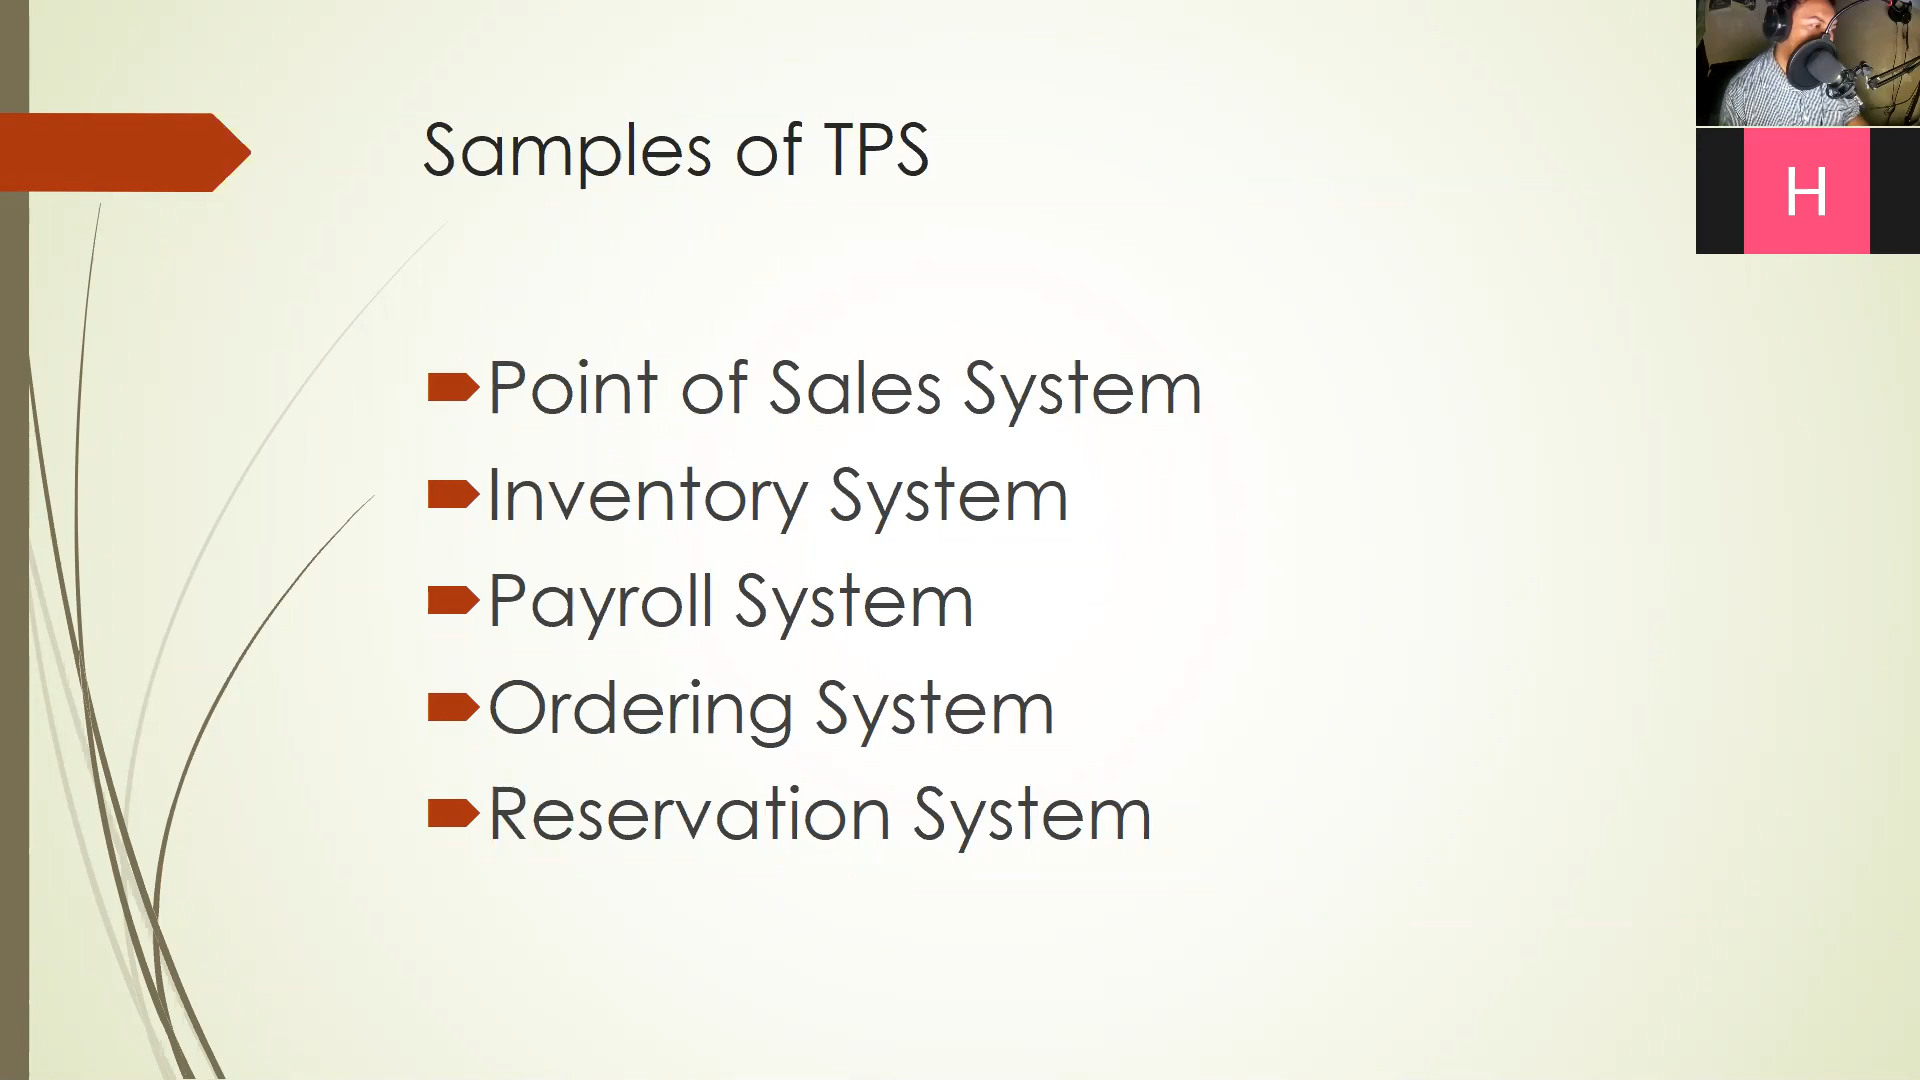 Samples of TPS
H
Point of Sales System
Inventory System
Payroll System
Ordering System
Reservation System